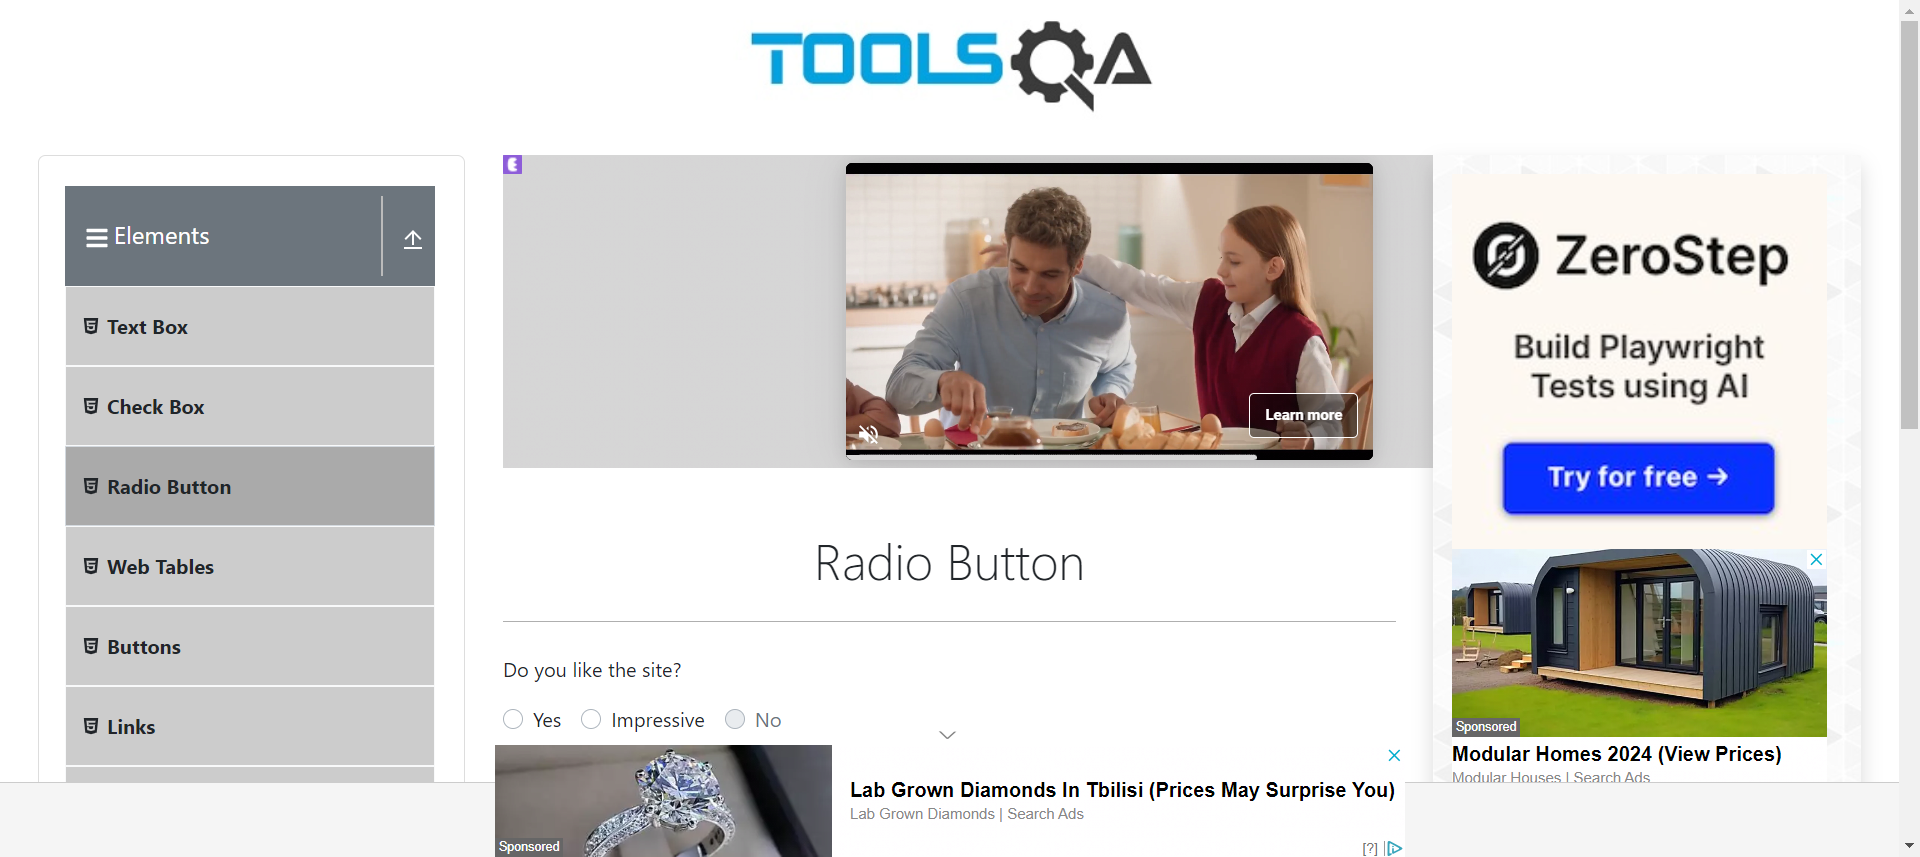 TOOLSQA
Elements
Text Box
Check Box
Radio Button
Web Tables
Buttons
Links
Learn more
Radio Button
Do you like the site?
Yes
Impressive
No
Sponsored
Lab Grown Diamonds In Tbilisi (Prices May Surprise You)
Lab Grown Diamonds | Search Ads
[?]
ZeroStep
Build Playwright
Tests using AI
Try for free →
Sponsored
Modular Homes 2024 (View Prices)
Modular Houses | Search Ads